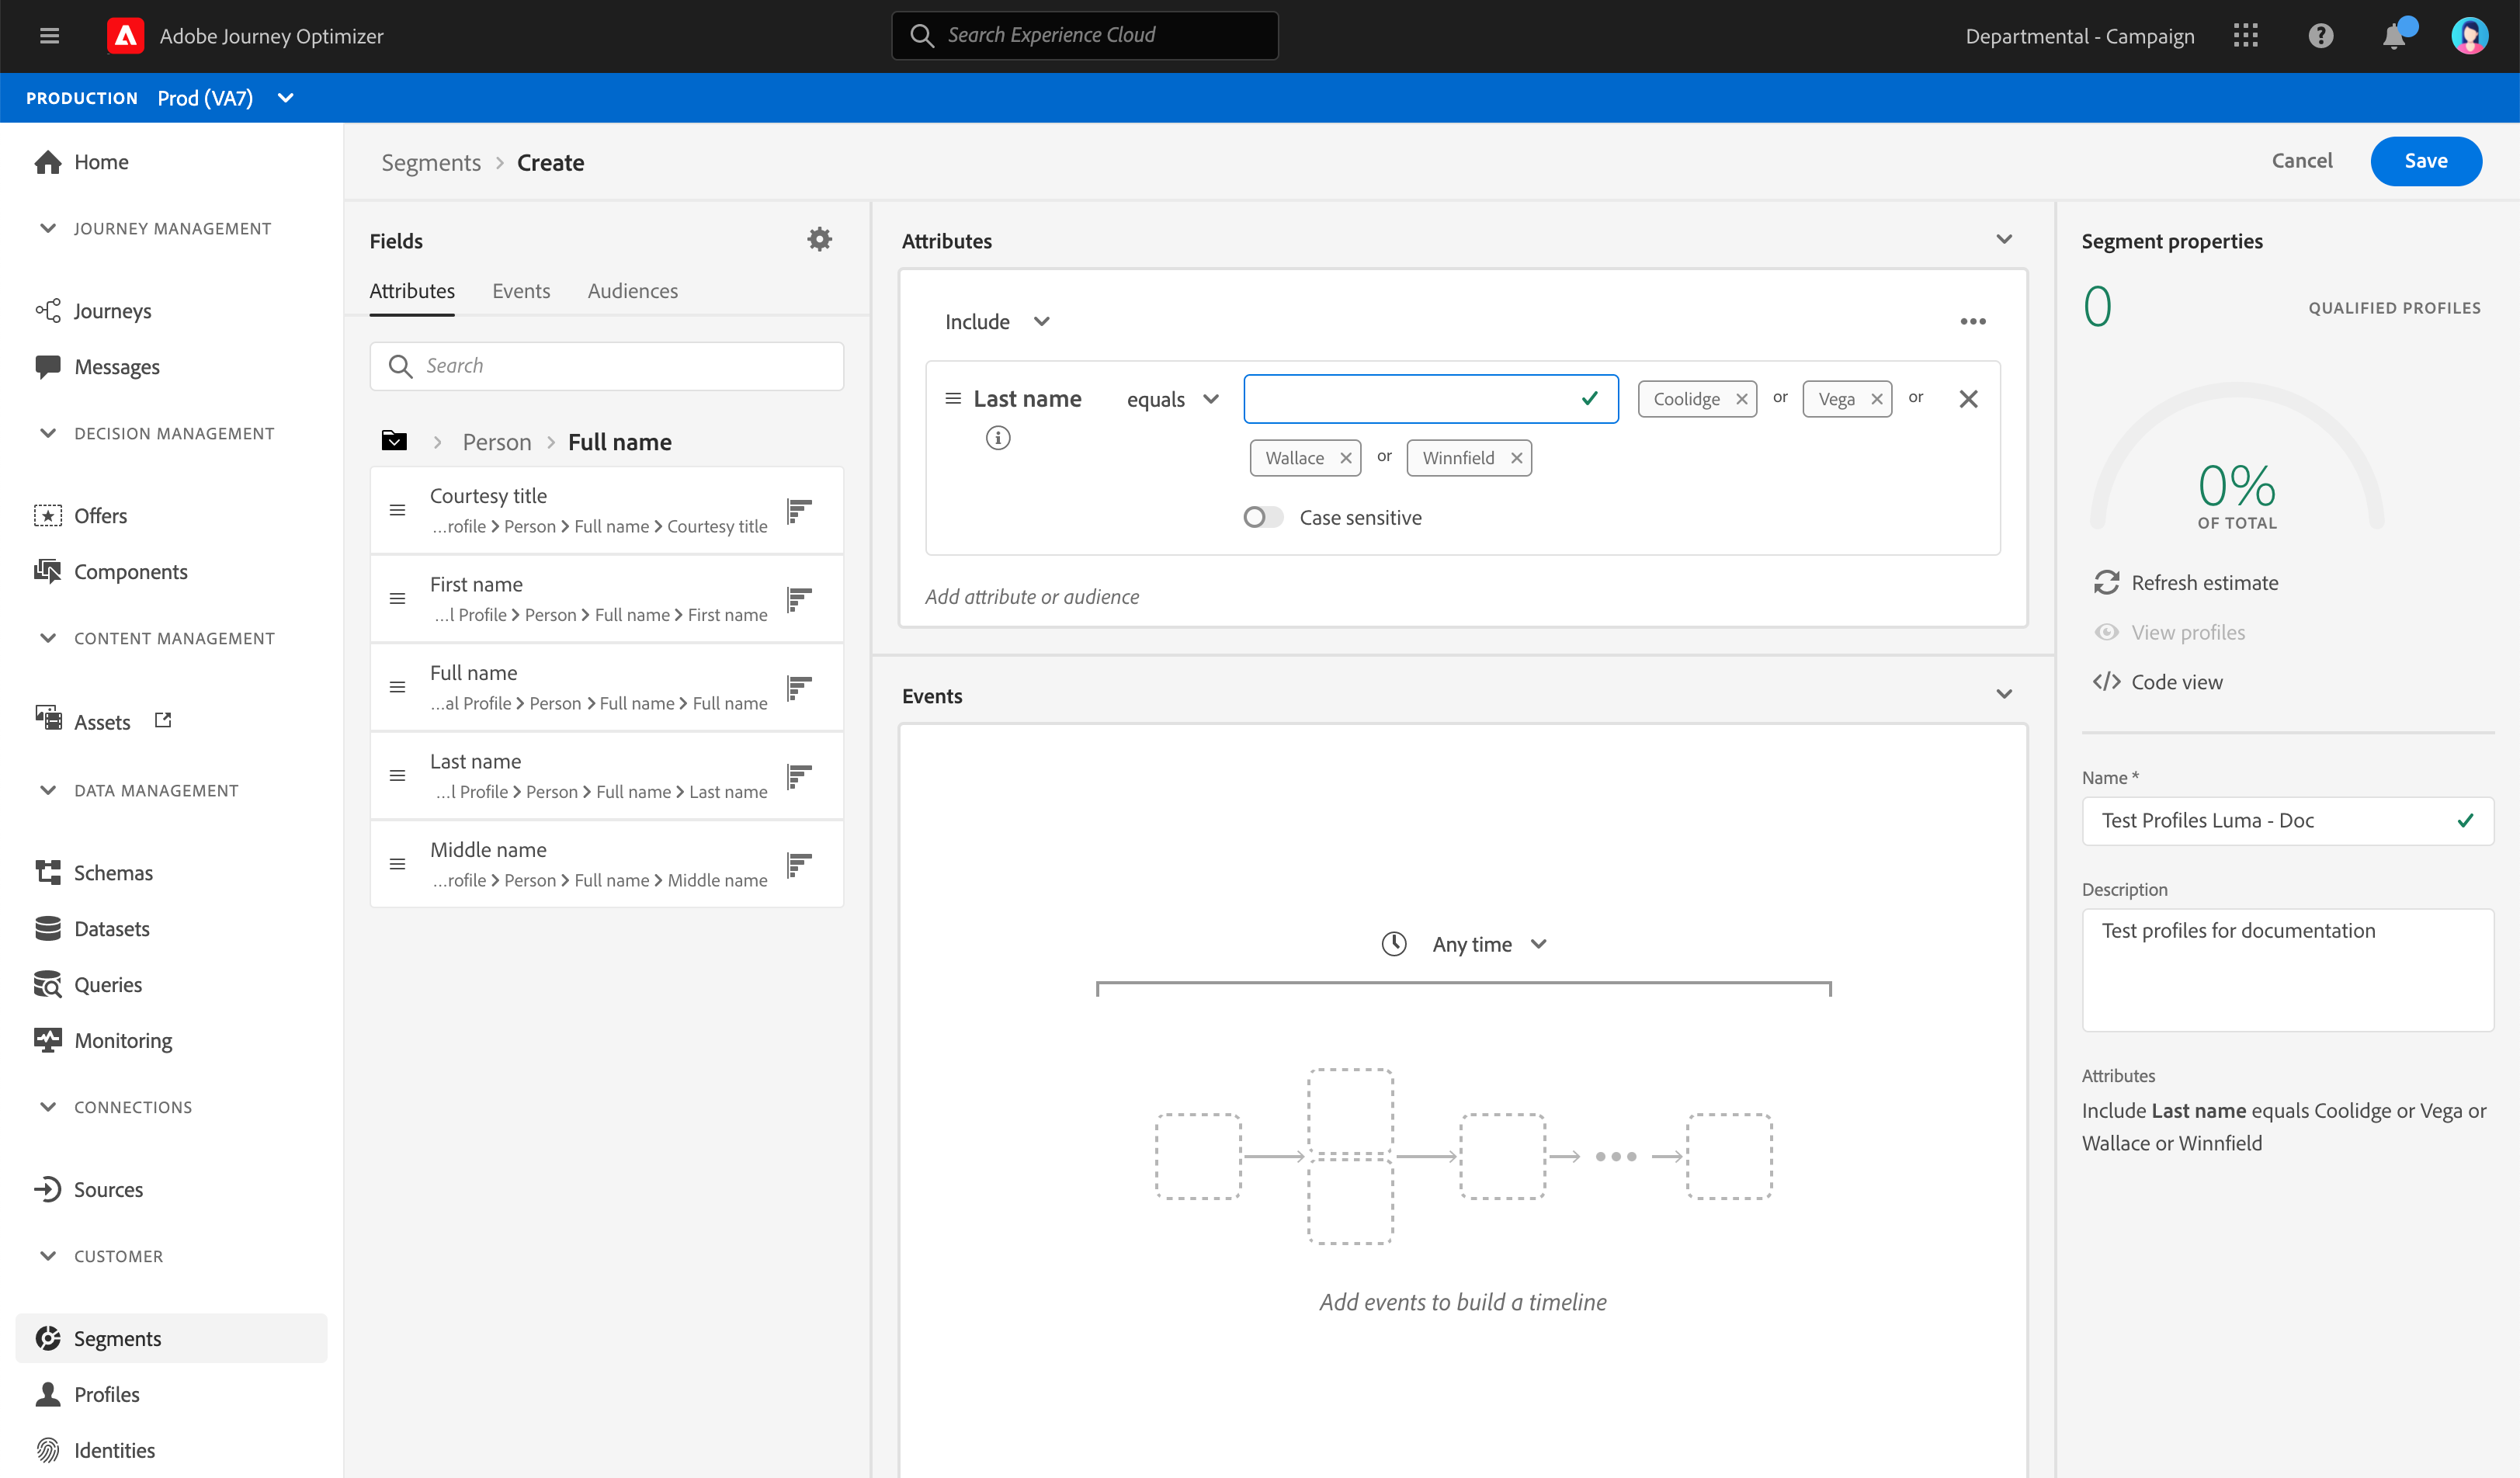 Adobe Journey Optimizer
Search Experience Cloud
Departmental - Campaign
PRODUCTION Prod (VA7)
Home
JOURNEY MANAGEMENT
Journeys
Messages
DECISION MANAGEMENT
Offers
Components
CONTENT MANAGEMENT
Assets
DATA MANAGEMENT
Schemas
Datasets
Queries
Monitoring
CONNECTIONS
Sources
CUSTOMER
Segments
Profiles
Identities
Segments > Create
Cancel
Save
Fields
Attributes Events Audiences
Search
Person > Full name
Courtesy title
...rofile > Person > Full name > Courtesy title
First name
...l Profile > Person > Full name > First name
Full name
...al Profile > Person > Full name > Full name
Last name
...l Profile > Person > Full name > Last name
Middle name
...rofile > Person > Full name > Middle name
Attributes
Include
Last name equals Coolidge or Vega or
Wallace or Winnfield
Case sensitive
Add attribute or audience
Events
Any time
Add events to build a timeline
Segment properties
0 QUALIFIED PROFILES
0%
OF TOTAL
Refresh estimate
View profiles
Code view
Name *
Test Profiles Luma - Doc
Description
Test profiles for documentation
Attributes
Include Last name equals Coolidge or Vega or
Wallace or Winnfield